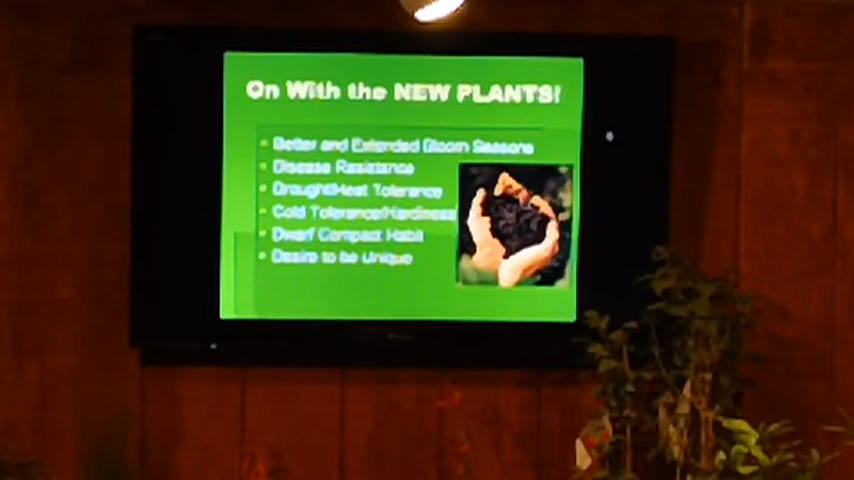 On With the NEW PLANTS!
Better and Extended Bloom Seasons
Disease Resistance
Drought/Heat Tolerance
Cold Tolerance/Hardiness
Dwarf Compact Habit
Desire to be Unique